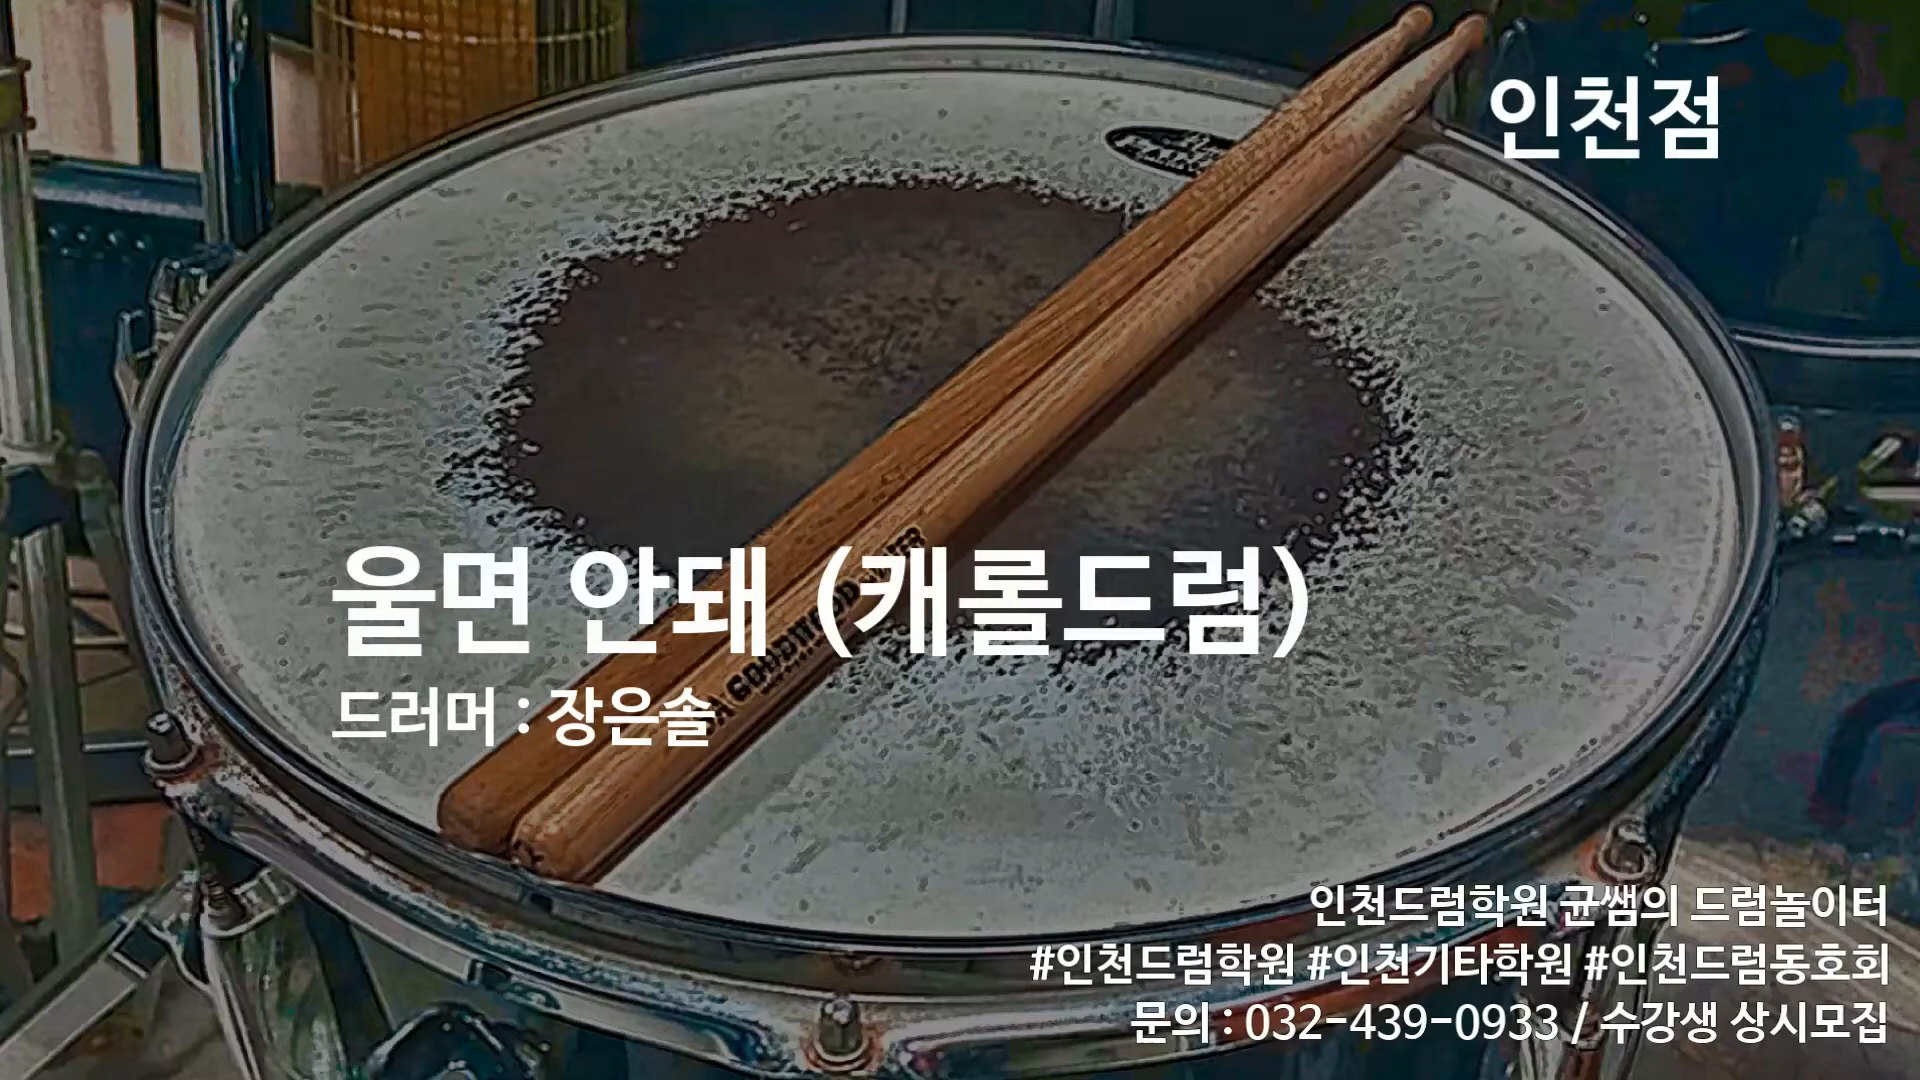 인천점
울면 안돼 (캐롤드럼)
드러머 : 장은솔
인천드럼학원 균쌤의 드럼놀이터
#인천드럼학원 #인천기타학원 #인천드럼동호회
문의 : 032-439-0933 / 수강생 상시모집